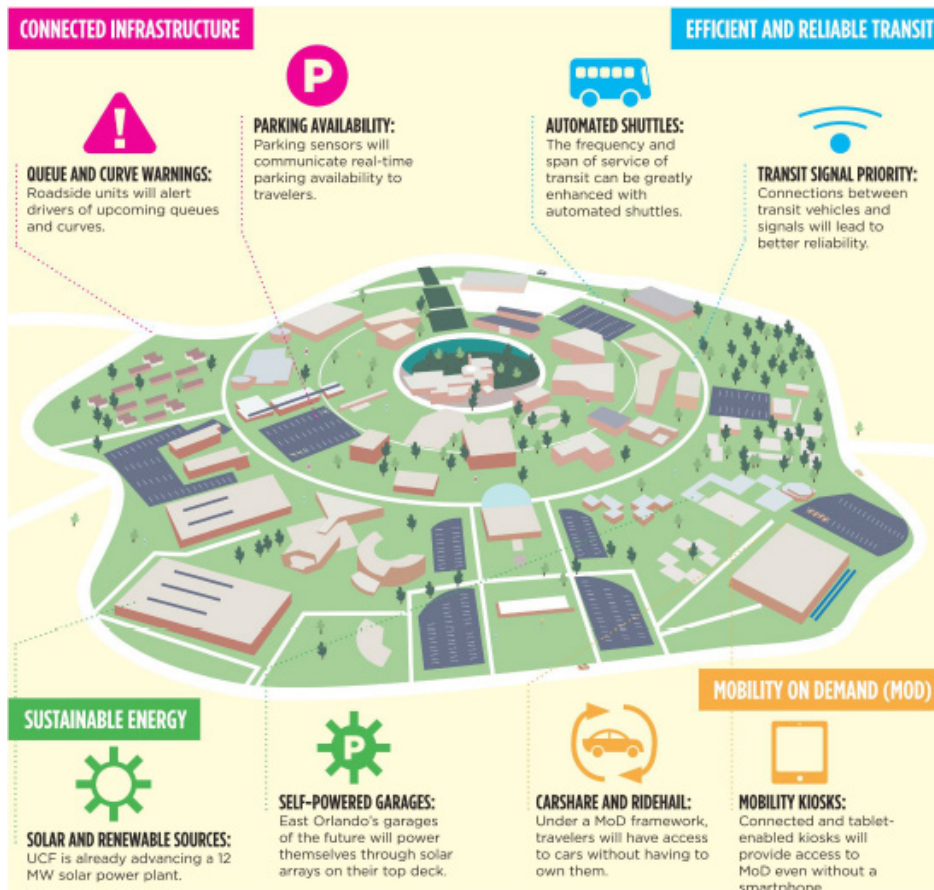 CONNECTED INFRASTRUCTURE
EFFICIENT AND RELIABLE TRANSIT
P
PARKING AVAILABILITY:
Parking sensors will
communicate real-time
parking availability to
travelers.
!
QUEUE AND CURVE WARNINGS:
Roadside units will alert
drivers of upcoming queues
and curves.
AUTOMATED SHUTTLES:
The frequency and
span of service of
transit can be greatly
enhanced with
automated shuttles.
TRANSIT SIGNAL PRIORITY:
Connections between
transit vehicles and
signals will lead to
better reliability.
SUSTAINABLE ENERGY
SOLAR AND RENEWABLE SOURCES:
UCF is already advancing a 12
MW solar power plant.
P
SELF-POWERED GARAGES:
East Orlando's garages
of the future will power
themselves through solar
arrays on their top deck.
MOBILITY ON DEMAND (MOD)
CARSHARE AND RIDEHAIL:
Under a MoD framework,
travelers will have access
to cars without having to
own them.
MOBILITY KIOSKS:
Connected and tablet-
enabled kiosks will
provide access to
MoD even without a
smartphone